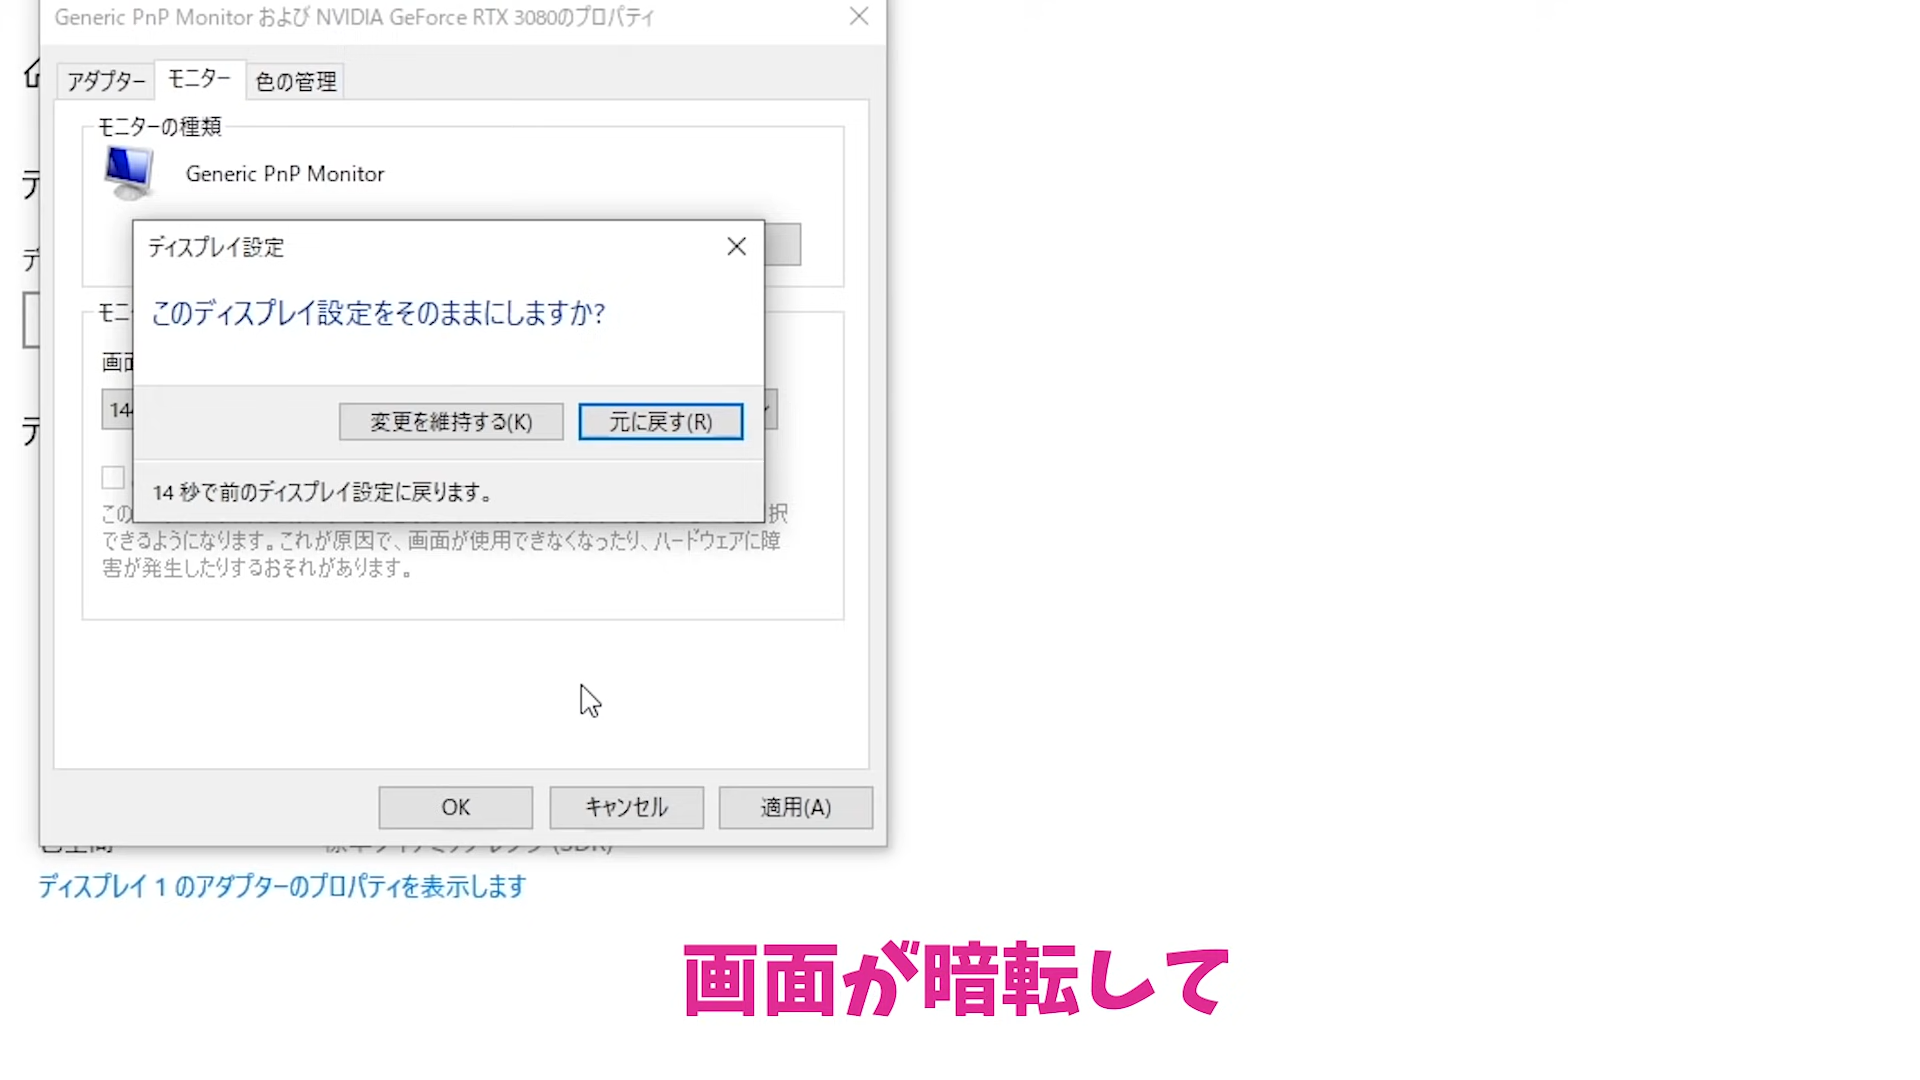 Generic PnP Monitor および NVIDIA GeForce RTX 3080のプロパティ
アダプター
モニター
色の管理
モニターの種類
Generic PnP Monitor
ディスプレイ設定
このディスプレイ設定をそのままにしますか?
モニ
画面
14
変更を維持する(K)
元に戻す(R)
14 秒で前のディスプレイ設定に戻ります。
この
択
できるようになります。これが原因で、画面が使用できなくなったり、ハードウェアに障
害が発生したりするおそれがあります。
OK
キャンセル
適用(A)
ディスプレイ 1 のアダプターのプロパティを表示します
画面が暗転して